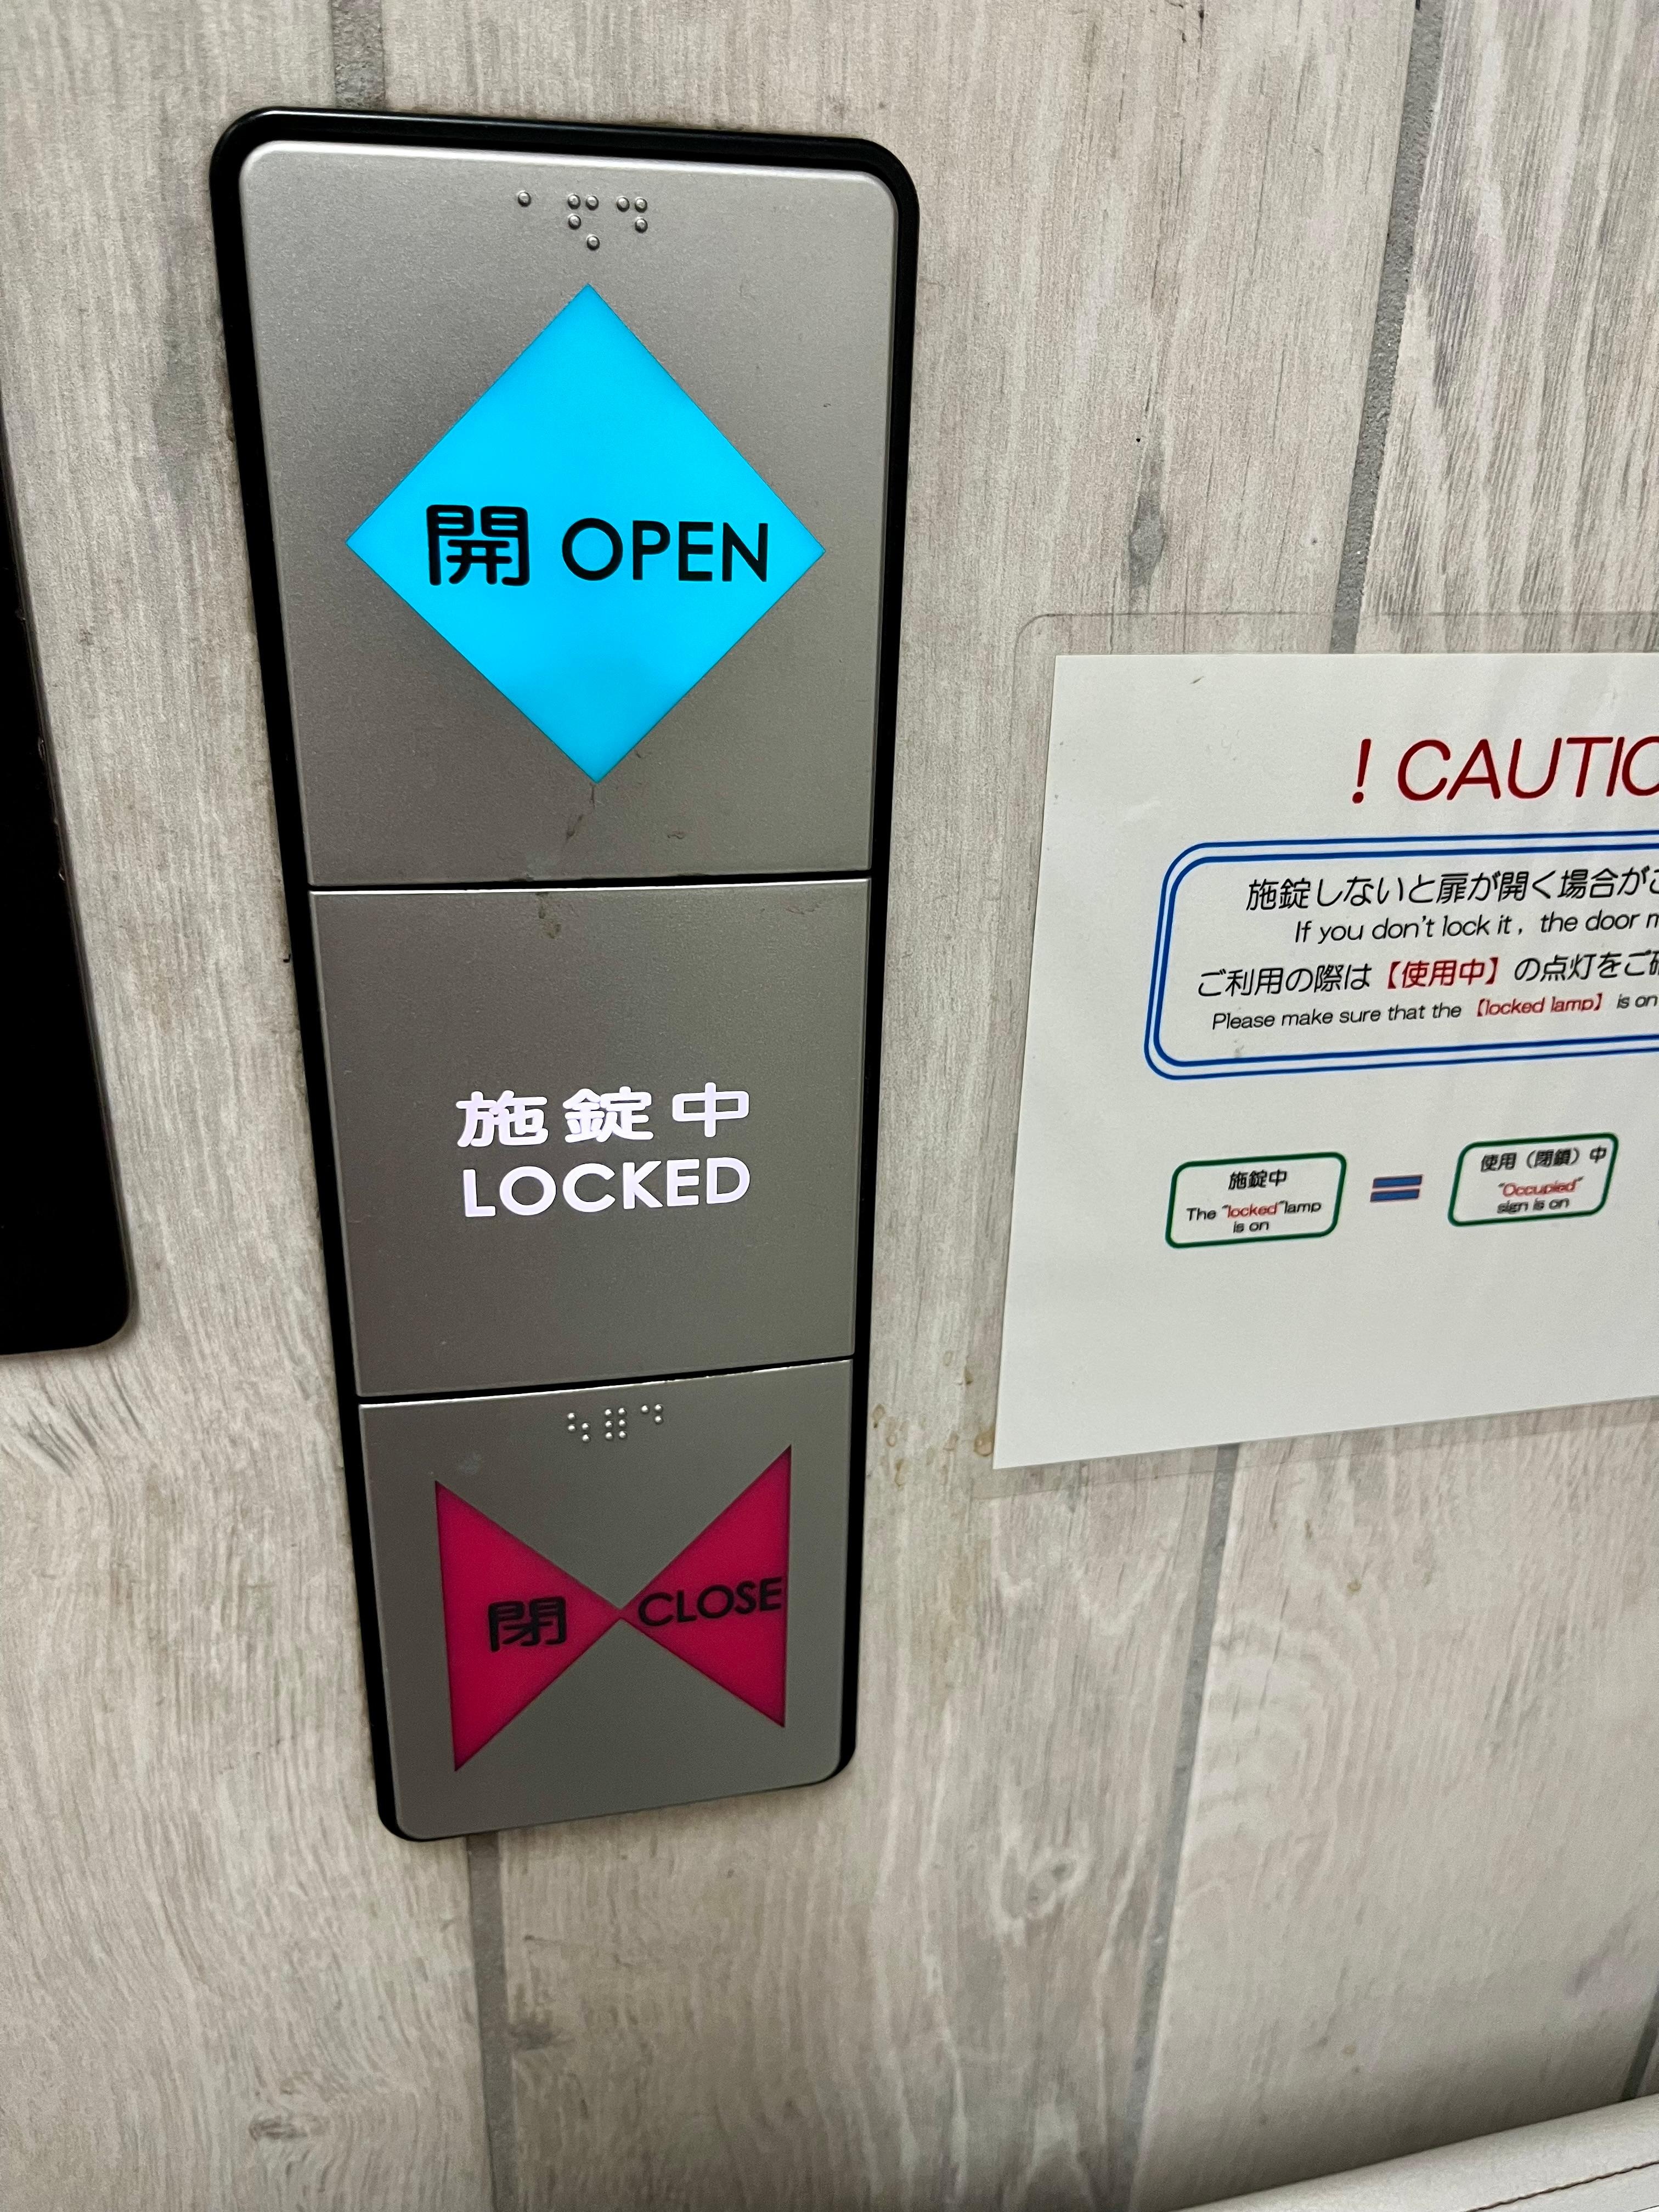 開 OPEN
施錠中
LOCKED
閉 CLOSE
! CAUTIO
施錠しないと扉が開く場合が
If you don't lock it, the door
ご利用の際は【使用中】の点灯をご
Please make sure that the 【locked lamp】 is on
施錠中
The "locked" lamp
is on
=
使用（閉鎖）中
"Occupied"
sign is on